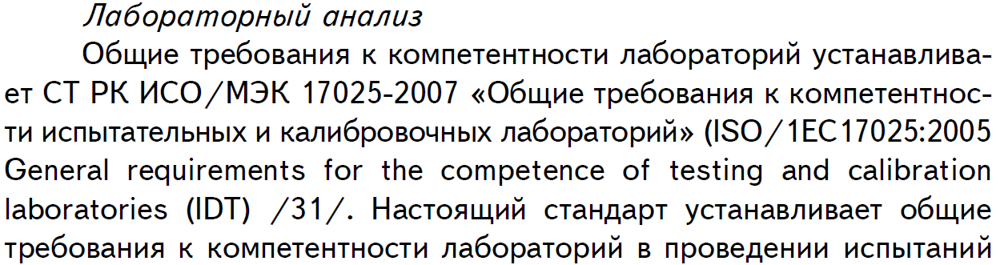 Лабораторный анализ
Общие требования к компетентности лабораторий устанавлива-
ет СТ РК ИСО/МЭК 17025-2007 «Общие требования к компетентнос-
ти испытательных и калибровочных лабораторий» (ISO/1EC17025:2005
General requirements for the competence of testing and calibration
laboratories (IDT) /31/. Настоящий стандарт устанавливает общие
требования к компетентности лабораторий в проведении испытаний